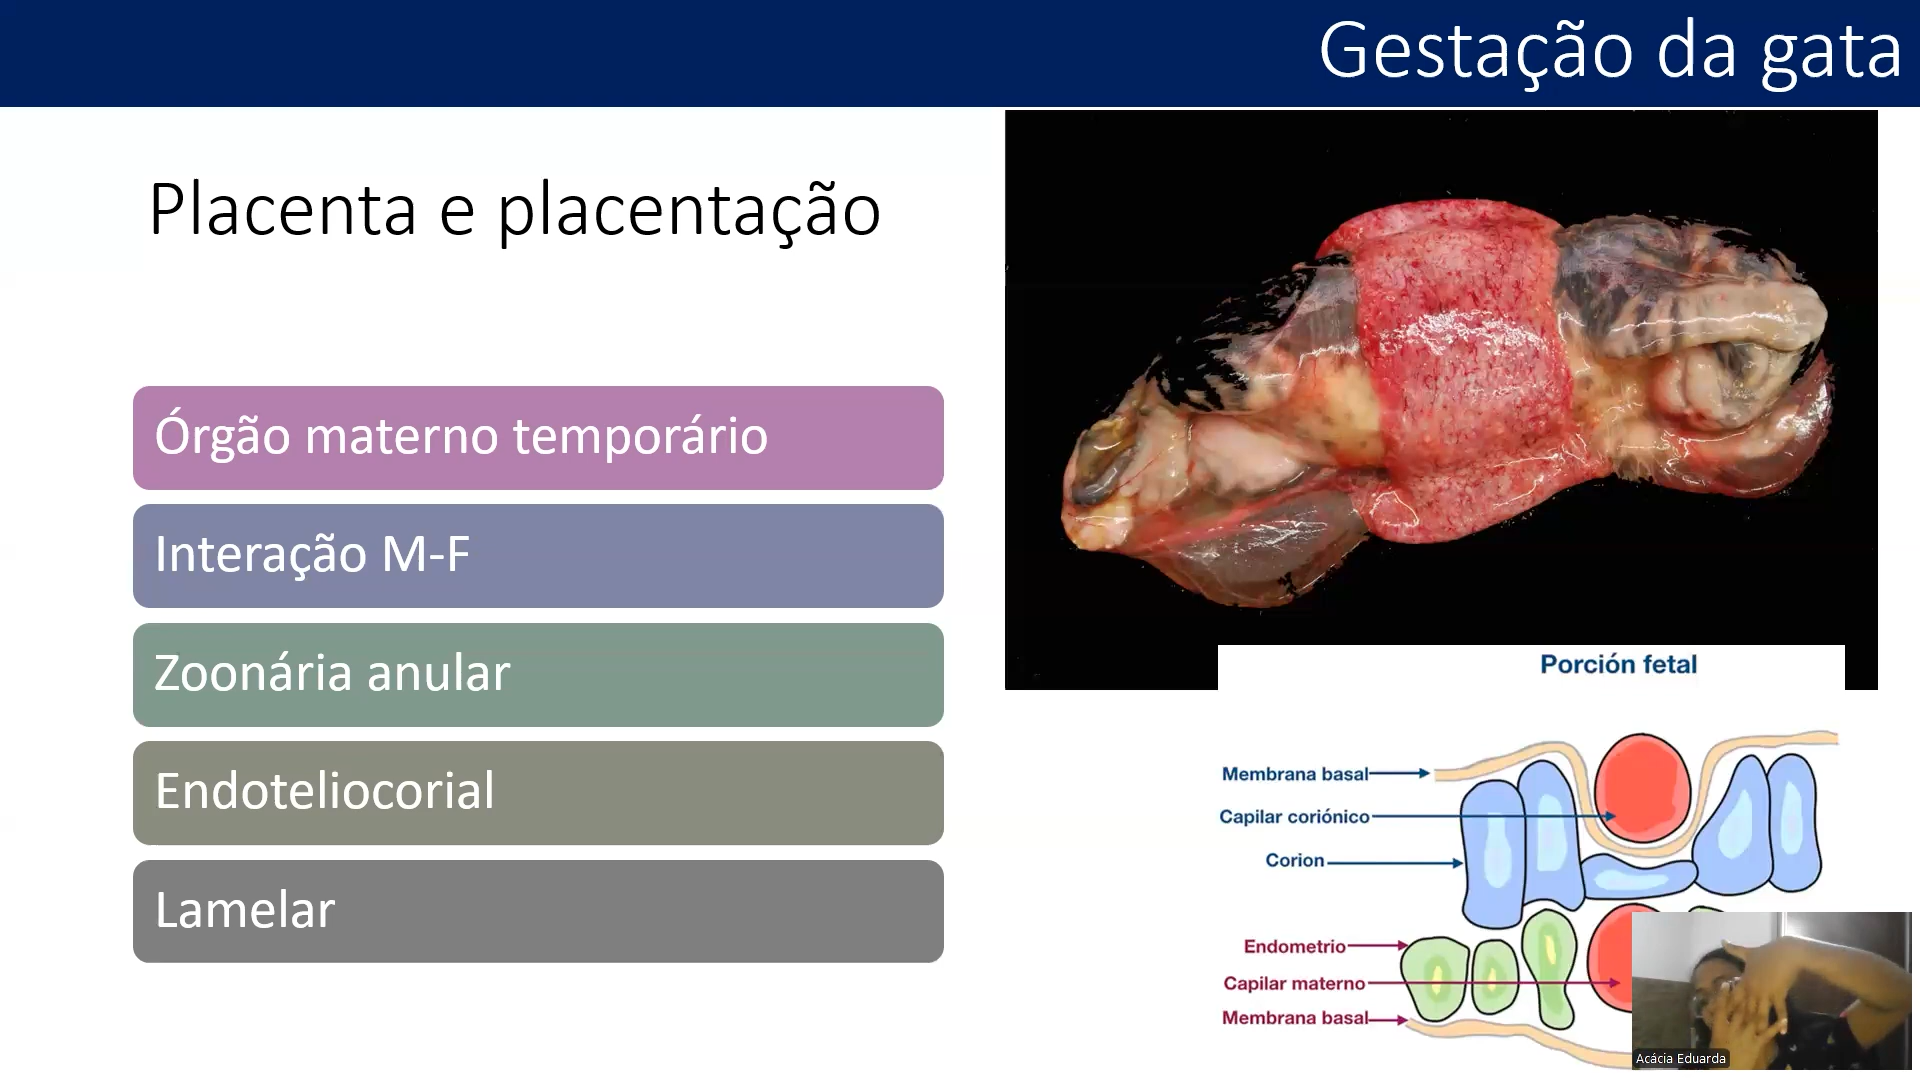 Gestação da gata
Placenta e placentação
Órgão materno temporário
Interação M-F
Zoonária anular
Endoteliocorial
Lamelar
Porción fetal
Membrana basal
Capilar coriónico
Corion
Endometrio
Capilar materno
Membrana basal
Acácia Eduarda